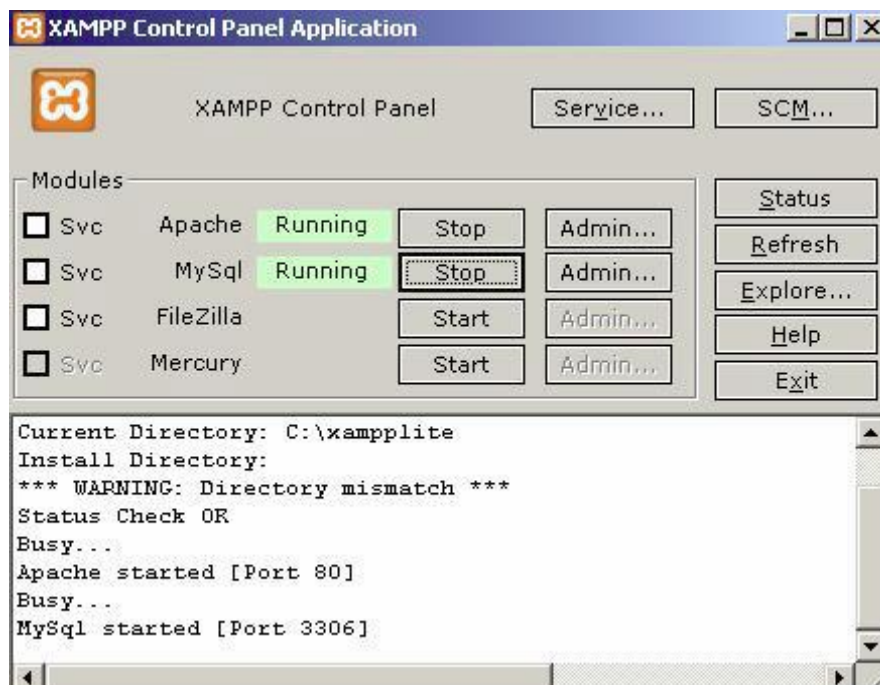 XAMPP Control Panel Application
XAMPP Control Panel Service... SCM...
Modules
Svc Apache Running Stop Admin...
Svc MySql Running Stop Admin...
Svc FileZilla Start Admin...
Svc Mercury Start Admin...
Status
Refresh
Explore...
Help
Exit
Current Directory: C:\xampplite
Install Directory:
*** WARNING: Directory mismatch ***
Status Check OK
Busy...
Apache started [Port 80]
Busy...
MySql started [Port 3306]